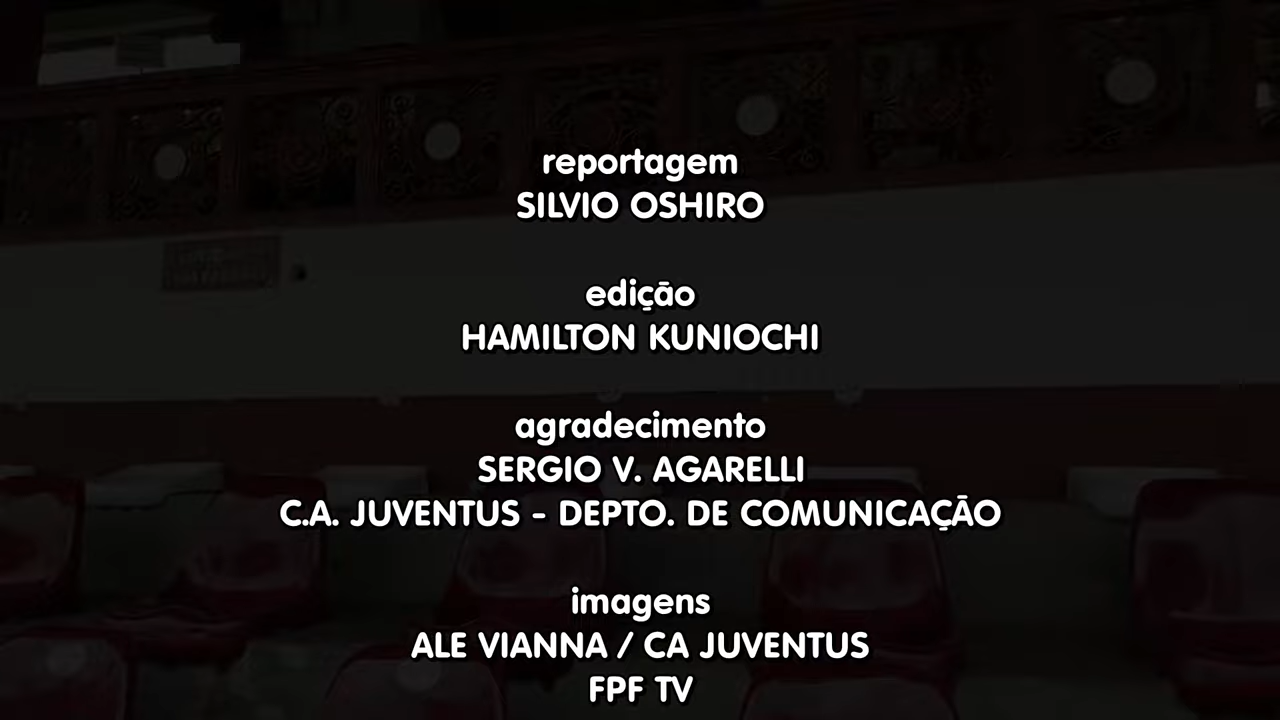 reportagem
SILVIO OSHIRO
edição
HAMILTON KUNIOCHI
agradecimento
SERGIO V. AGARELLI
C.A. JUVENTUS - DEPTO. DE COMUNICAÇÃO
imagens
ALE VIANNA / CA JUVENTUS
FPF TV